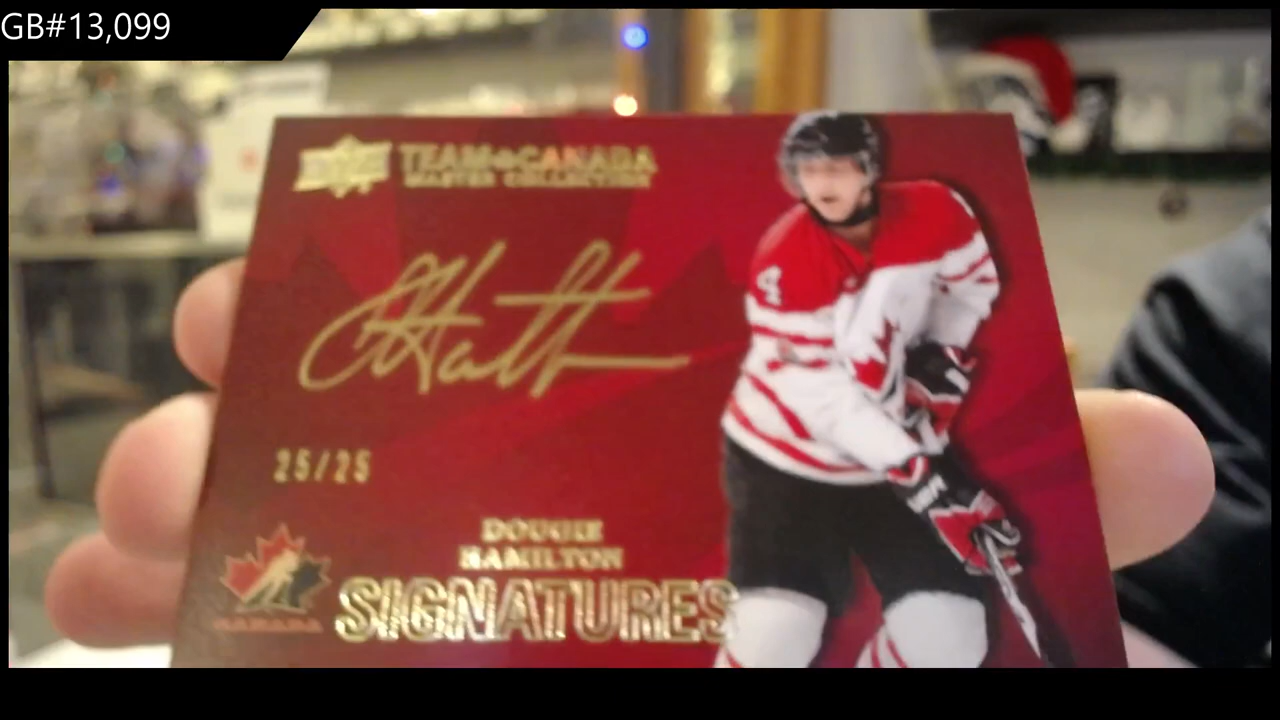 GB#13,099
TEAM CANADA
MASTER COLLECTION
25/25
DOUGIE
HAMILTON
SIGNATURES
CANADA